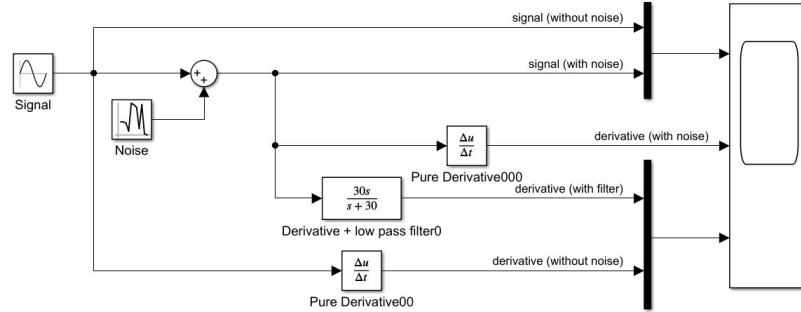 signal (without noise)
signal (with noise)
Signal
+
+
Noise
Δu
Δt
derivative (with noise)
Pure Derivative000
30s
s + 30
derivative (with filter)
Derivative + low pass filter0
Δu
Δt
derivative (without noise)
Pure Derivative00